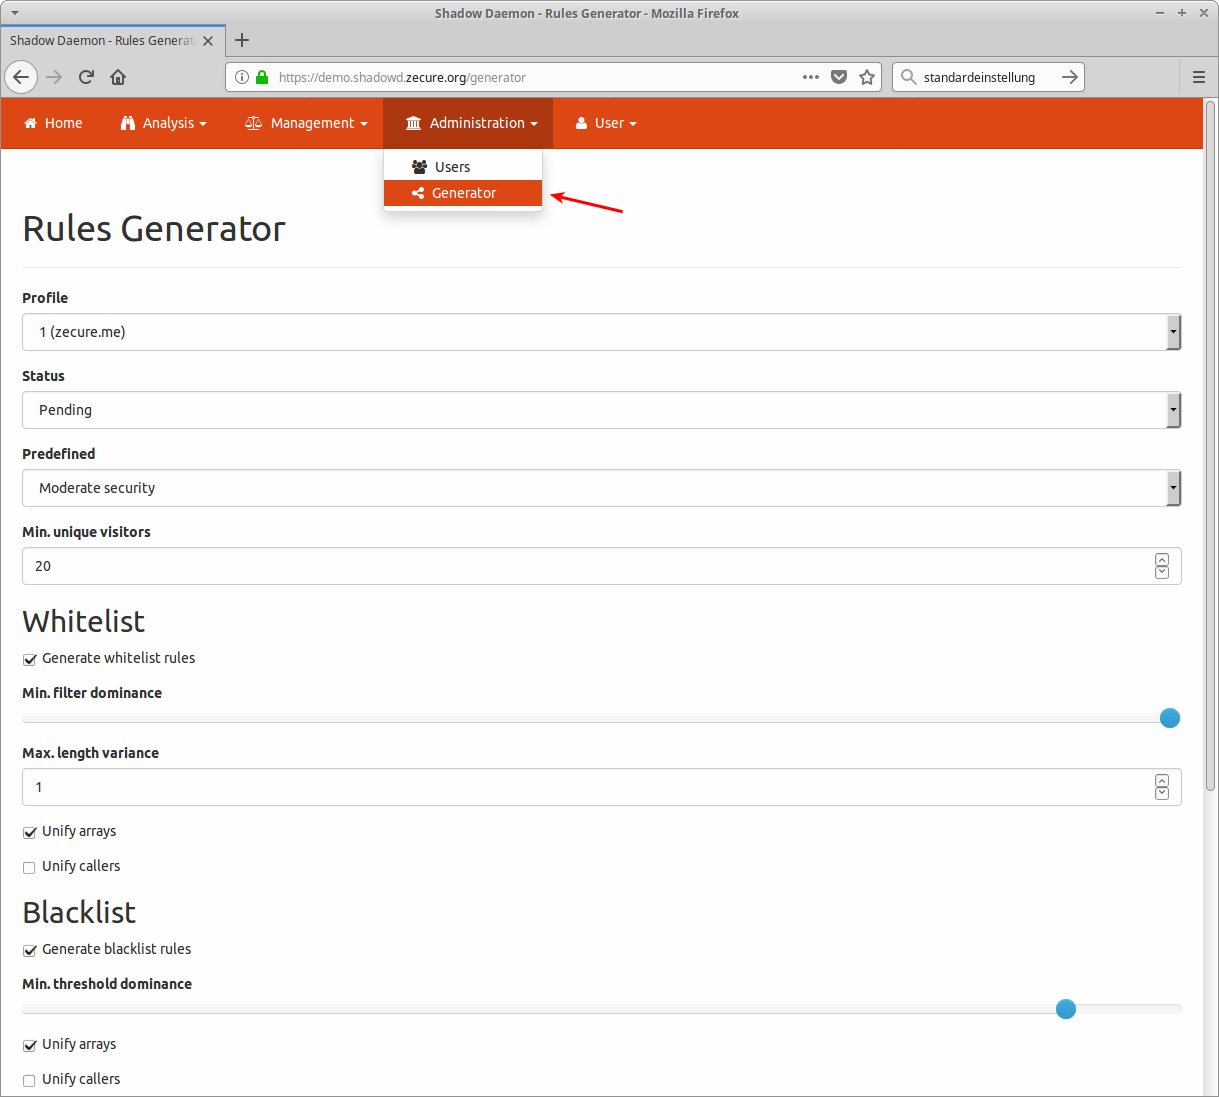 Shadow Daemon - Rules Generator - Mozilla Firefox
Shadow Daemon - Rules Generat
https://demo.shadowd.zecure.org/generator
standardeinstellung
Home Analysis Management Administration User
Users
Generator
Rules Generator
Profile
1 (zecure.me)
Status
Pending
Predefined
Moderate security
Min. unique visitors
20
Whitelist
Generate whitelist rules
Min. filter dominance
Max. length variance
1
Unify arrays
Unify callers
Blacklist
Generate blacklist rules
Min. threshold dominance
Unify arrays
Unify callers